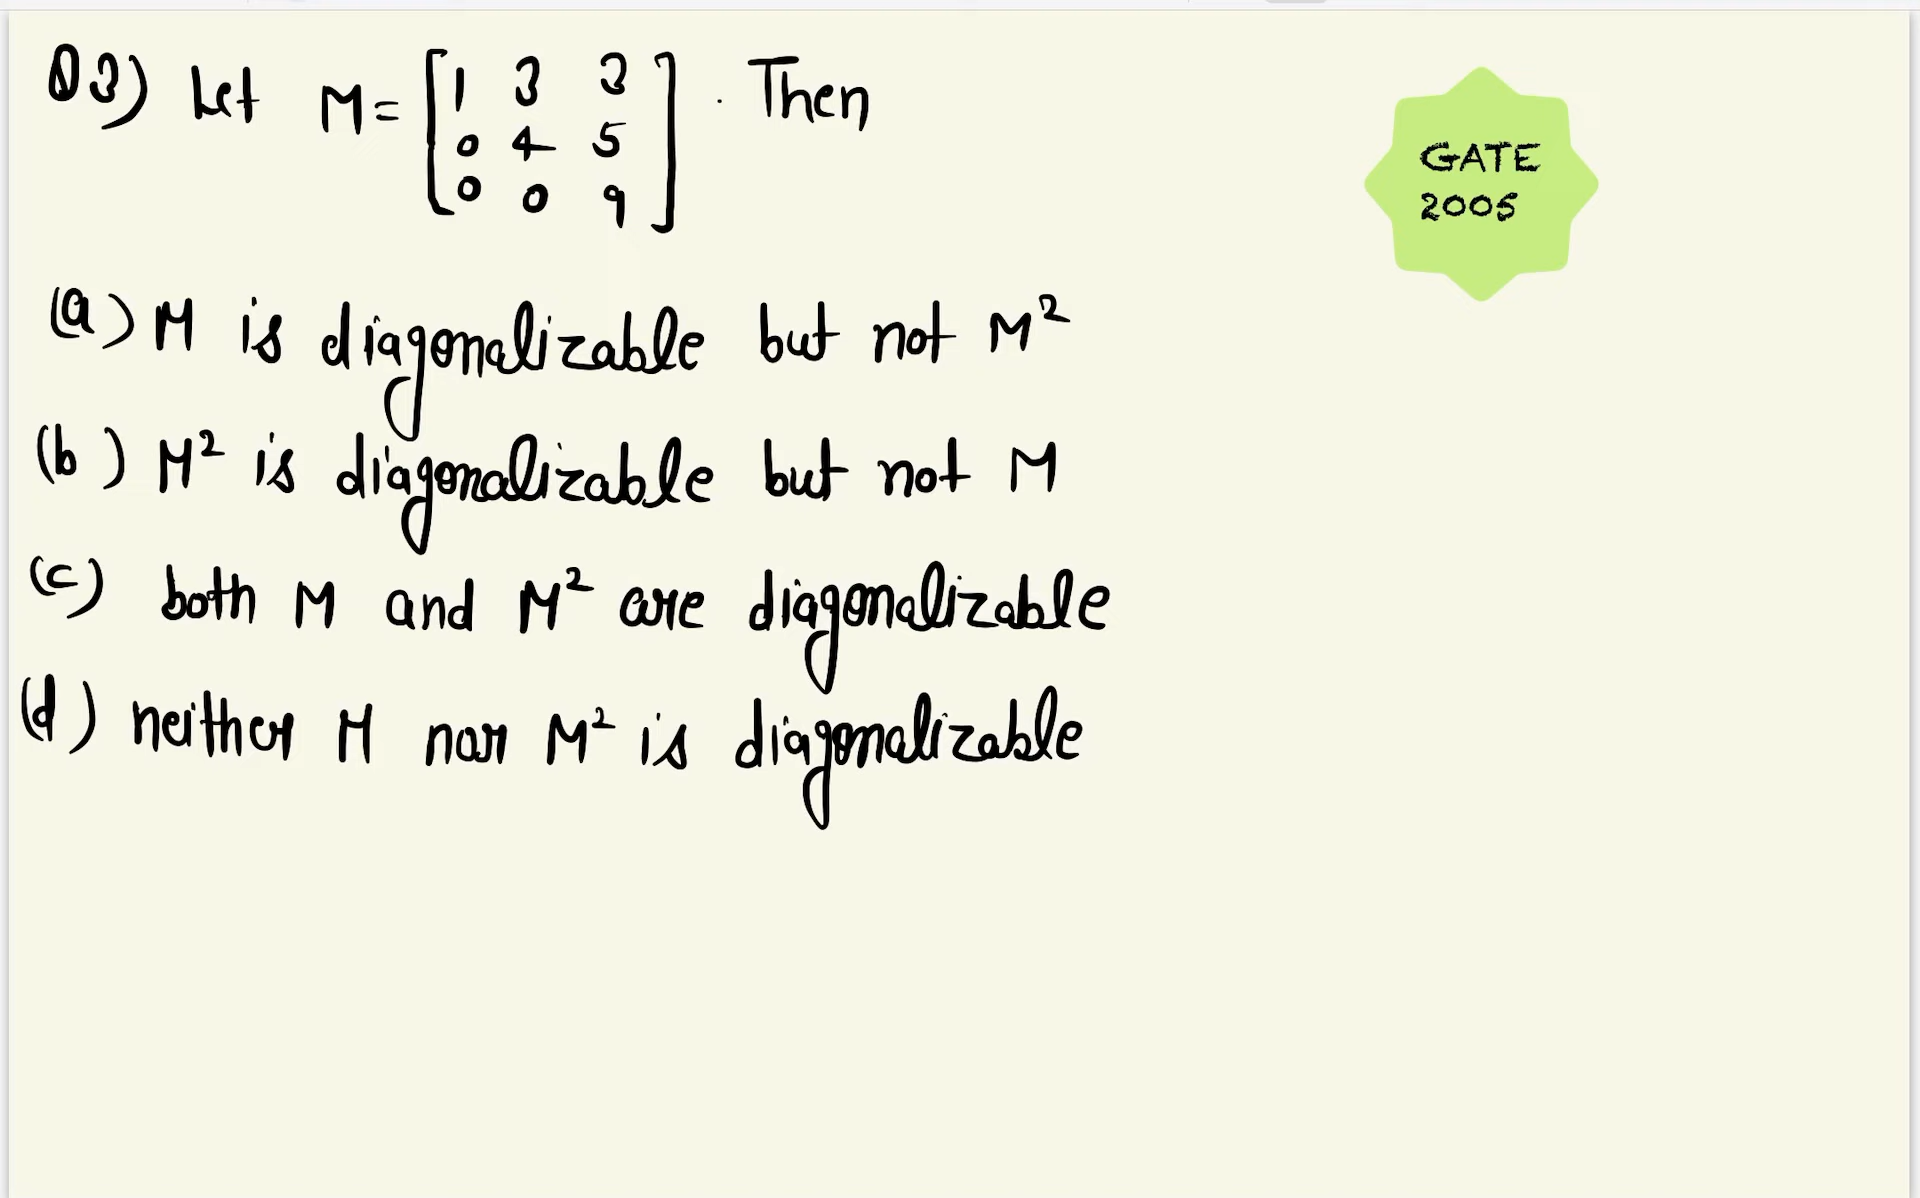 Q3) Let M = [1 3 3 . Then
0 4 5
0 0 9]
GATE
2005
(a) M is diagonalizable but not M²
(b) M² is diagonalizable but not M
(c) both M and M² are diagonalizable
(d) neither M nor M² is diagonalizable